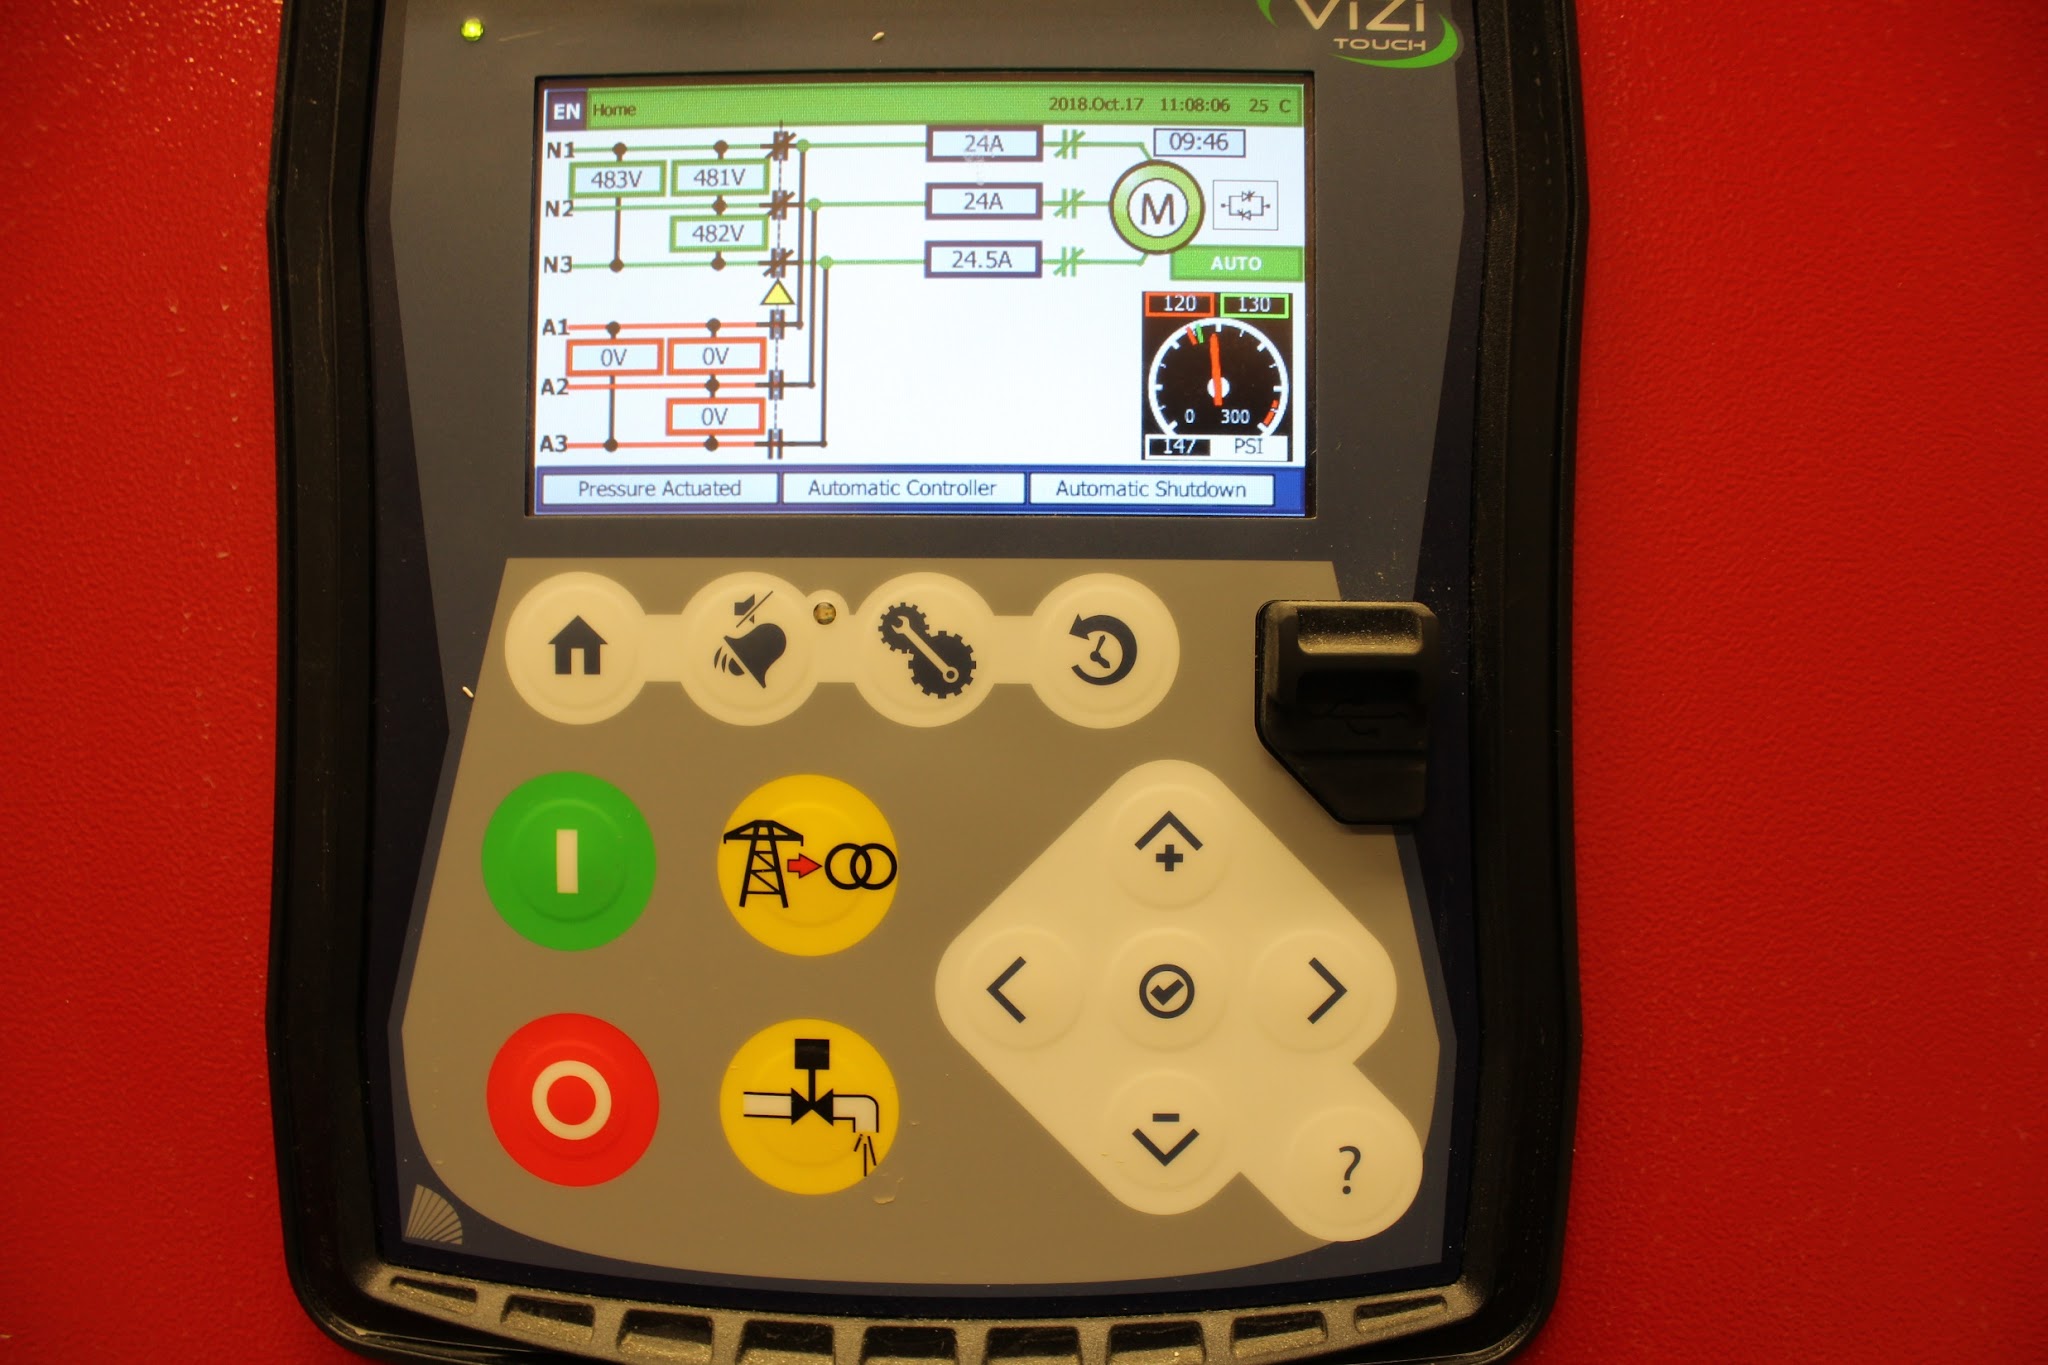 ViZi
TOUCH
EN Home 2018.Oct.17 11:08:06 25 C
N1 24A 09:46
483V 481V
N2 24A M
482V
N3 24.5A AUTO
120 130
A1
0V 0V
A2
0V
0 300
A3 147 PSI
Pressure Actuated Automatic Controller Automatic Shutdown
?